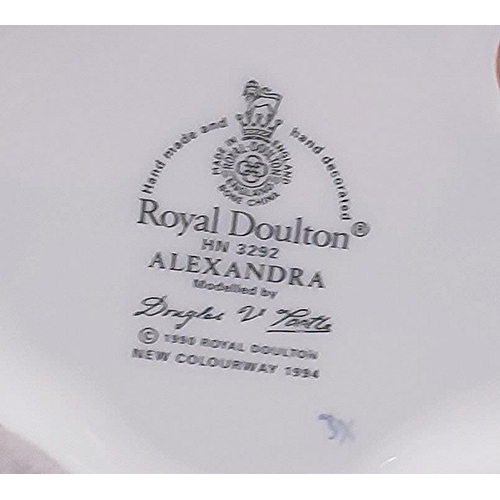 Hand made and hand decorated
MADE IN ENGLAND
ROYAL·DOULTON
ENGLAND
BONE CHINA
Royal Doulton®
HN 3292
ALEXANDRA
Modelled by
Douglas V Tootle
© 1990 ROYAL DOULTON
NEW COLOURWAY 1994